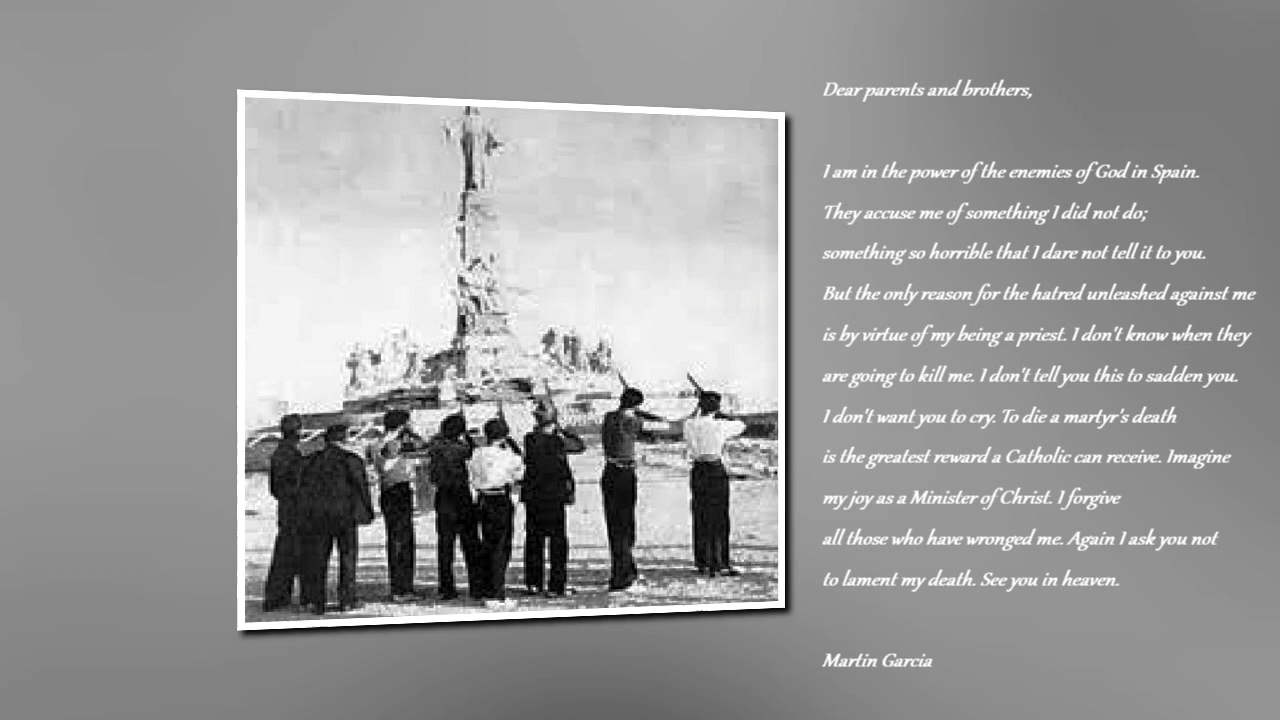 Dear parents and brothers,
I am in the power of the enemies of God in Spain.
They accuse me of something I did not do;
something so horrible that I dare not tell it to you.
But the only reason for the hatred unleashed against me
is by virtue of my being a priest. I don't know when they
are going to kill me. I don't tell you this to sadden you.
I don't want you to cry. To die a martyr's death
is the greatest reward a Catholic can receive. Imagine
my joy as a Minister of Christ. I forgive
all those who have wronged me. Again I ask you not
to lament my death. See you in heaven.
Martin Garcia